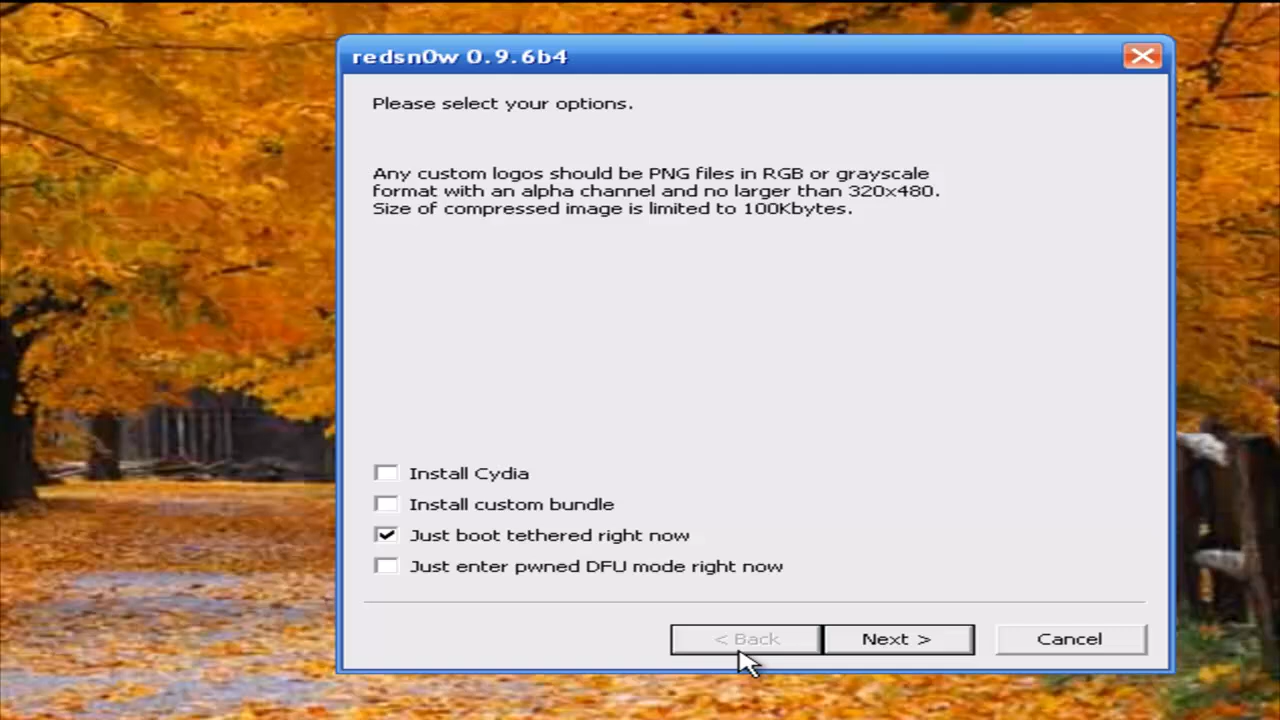 redsn0w 0.9.6b4
Please select your options.
Any custom logos should be PNG files in RGB or grayscale
format with an alpha channel and no larger than 320x480.
Size of compressed image is limited to 100Kbytes.
Install Cydia
Install custom bundle
Just boot tethered right now
Just enter pwned DFU mode right now
< Back
Next >
Cancel